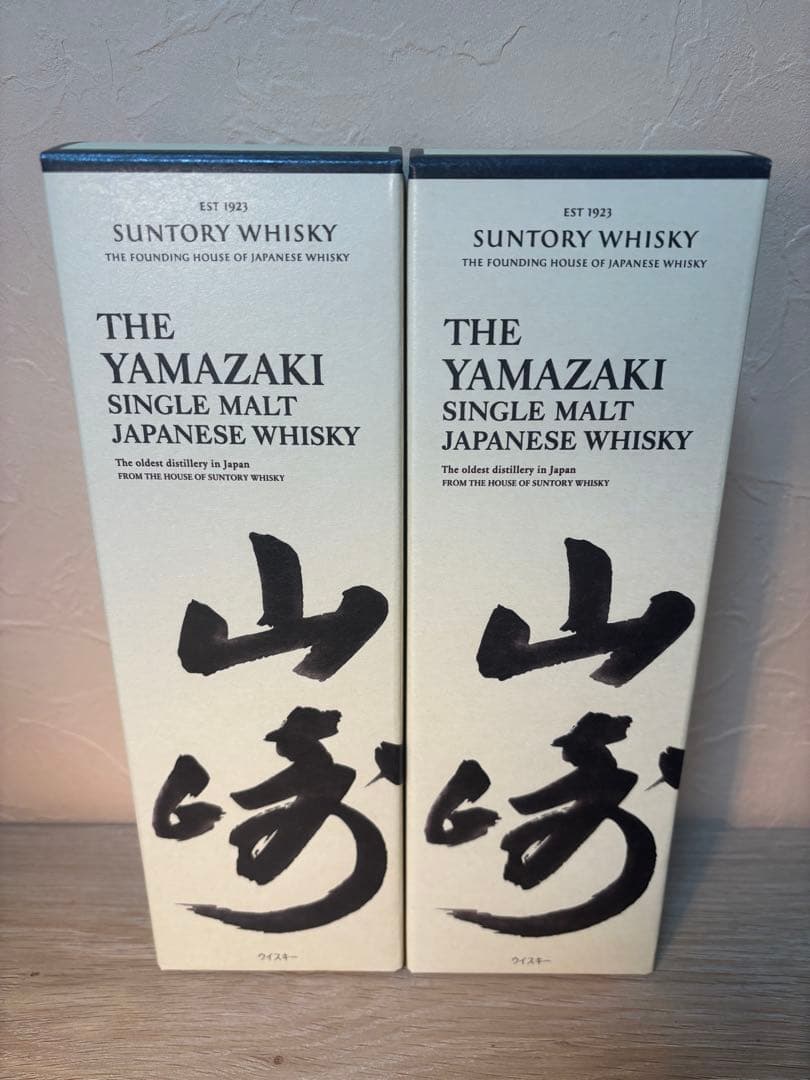 EST 1923
SUNTORY WHISKY
THE FOUNDING HOUSE OF JAPANESE WHISKY
THE
YAMAZAKI
SINGLE MALT
JAPANESE WHISKY
The oldest distillery in Japan
FROM THE HOUSE OF SUNTORY WHISKY
山
崎
ウイスキー
EST 1923
SUNTORY WHISKY
THE FOUNDING HOUSE OF JAPANESE WHISKY
THE
YAMAZAKI
SINGLE MALT
JAPANESE WHISKY
The oldest distillery in Japan
FROM THE HOUSE OF SUNTORY WHISKY
山
崎
ウイスキー